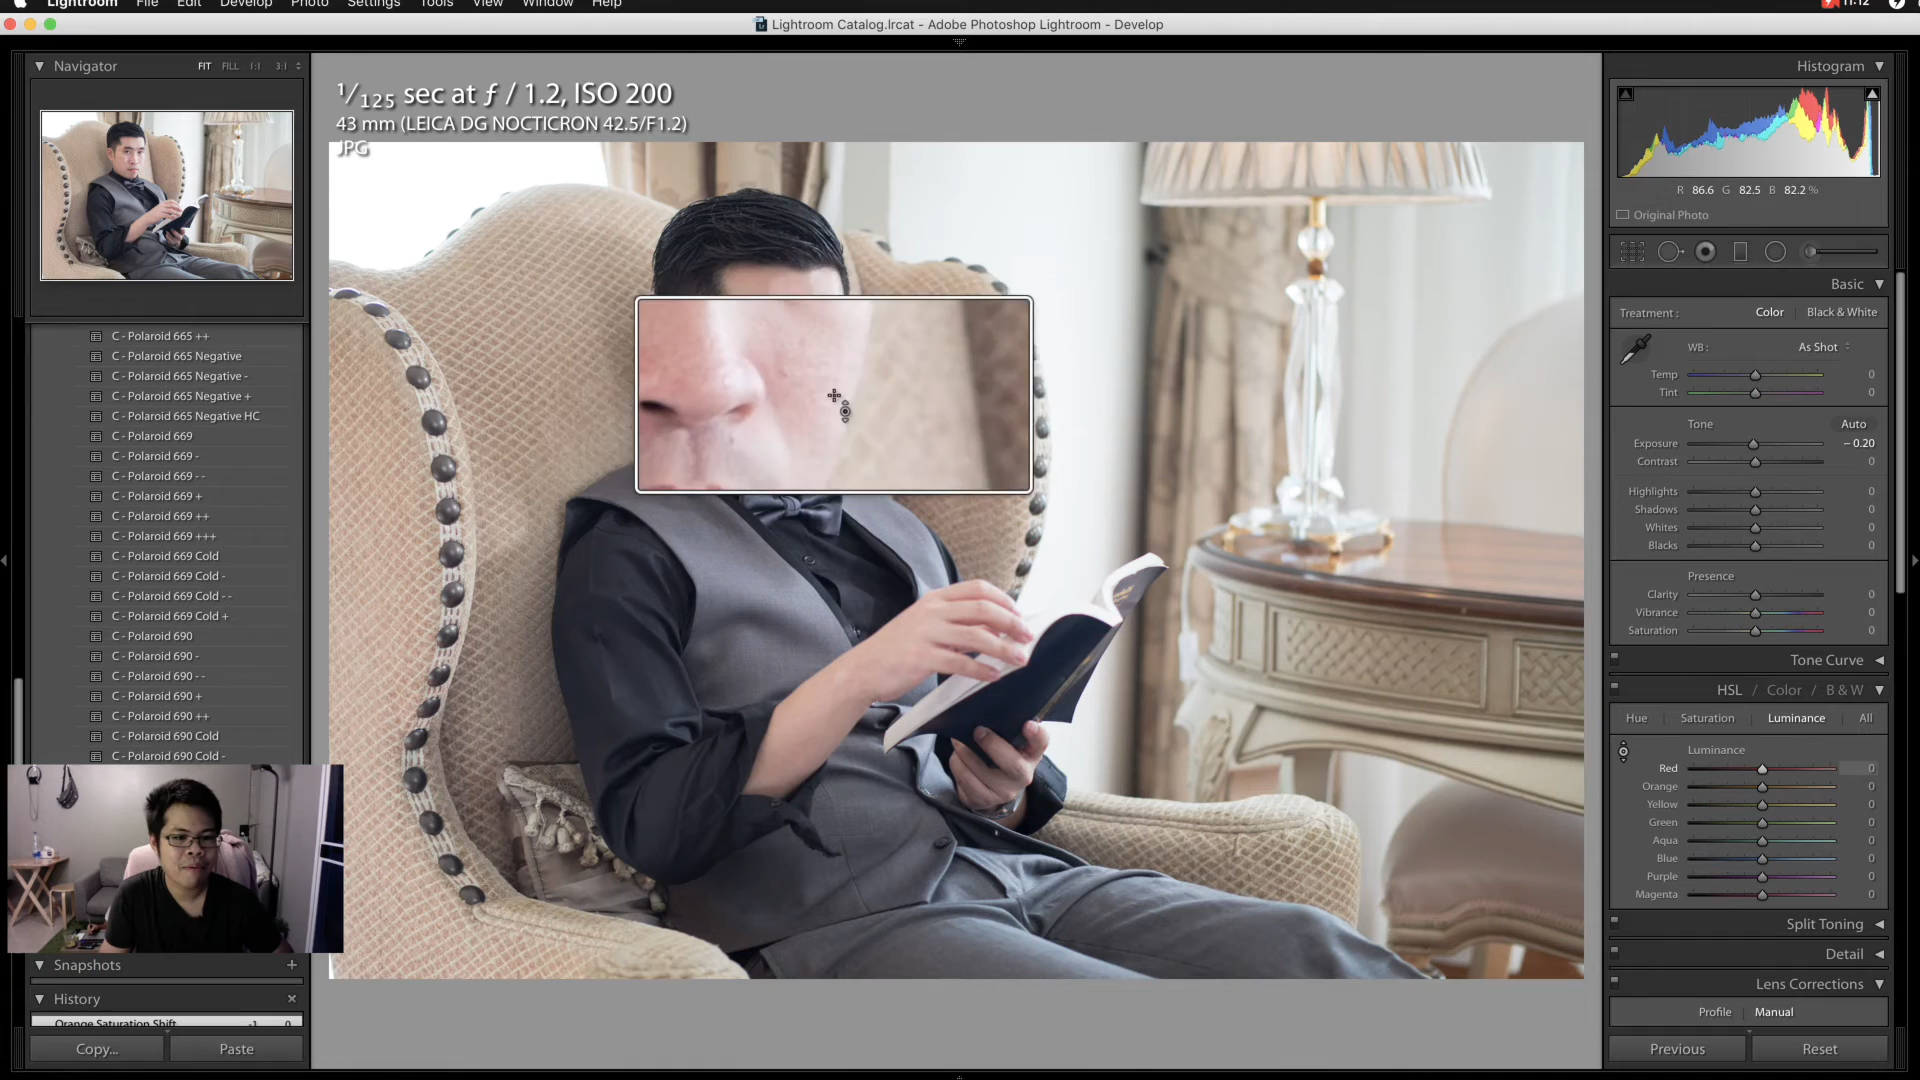 Lightroom File Edit Develop Photo Settings Tools View Window Help 11:12
Lightroom Catalog.lrcat - Adobe Photoshop Lightroom - Develop
Navigator FIT FILL 1:1 3:1
C - Polaroid 665 ++
C - Polaroid 665 Negative
C - Polaroid 665 Negative -
C - Polaroid 665 Negative +
C - Polaroid 665 Negative HC
C - Polaroid 669
C - Polaroid 669 -
C - Polaroid 669 - -
C - Polaroid 669 +
C - Polaroid 669 ++
C - Polaroid 669 +++
C - Polaroid 669 Cold
C - Polaroid 669 Cold -
C - Polaroid 669 Cold - -
C - Polaroid 669 Cold +
C - Polaroid 690
C - Polaroid 690 -
C - Polaroid 690 - -
C - Polaroid 690 +
C - Polaroid 690 ++
C - Polaroid 690 Cold
C - Polaroid 690 Cold -
Snapshots +
History ×
Orange Saturation Shift -1 0
Copy... Paste
1/125 sec at ƒ / 1.2, ISO 200
43 mm (LEICA DG NOCTICRON 42.5/F1.2)
JPG
Histogram
R 86.6 G 82.5 B 82.2 %
Original Photo
Basic
Treatment : Color Black & White
WB : As Shot
Temp 0
Tint 0
Tone Auto
Exposure – 0.20
Contrast 0
Highlights 0
Shadows 0
Whites 0
Blacks 0
Presence
Clarity 0
Vibrance 0
Saturation 0
Tone Curve
HSL / Color / B & W
Hue Saturation Luminance All
Luminance
Red 0
Orange 0
Yellow 0
Green 0
Aqua 0
Blue 0
Purple 0
Magenta 0
Split Toning
Detail
Lens Corrections
Profile Manual
Previous Reset